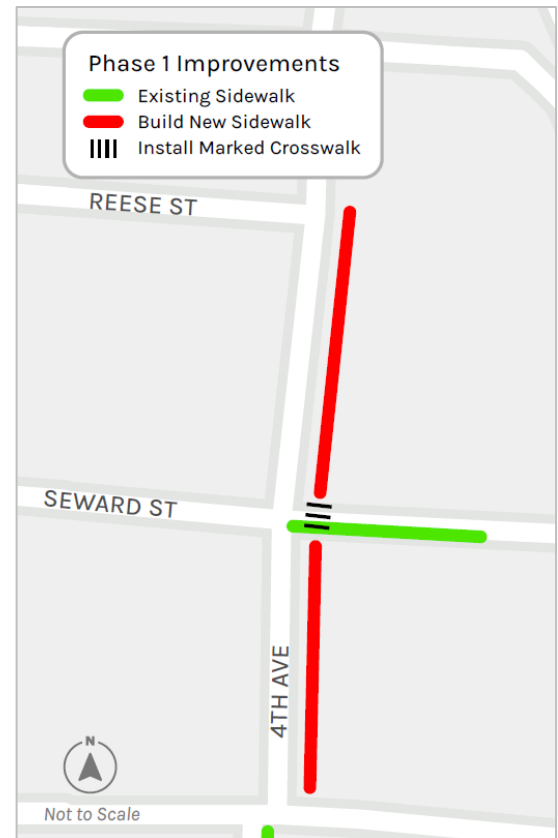 Phase 1 Improvements
Existing Sidewalk
Build New Sidewalk
Install Marked Crosswalk
REESE ST
SEWARD ST
4TH AVE
N
Not to Scale